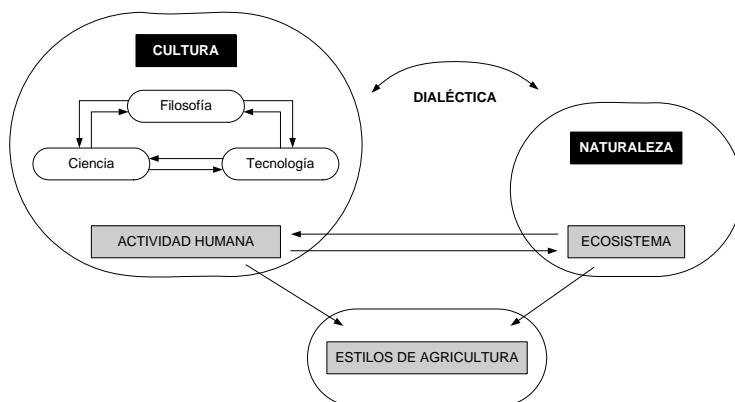 CULTURA
DIALÉCTICA
Filosofía
Ciencia
Tecnología
NATURALEZA
ACTIVIDAD HUMANA
ECOSISTEMA
ESTILOS DE AGRICULTURA